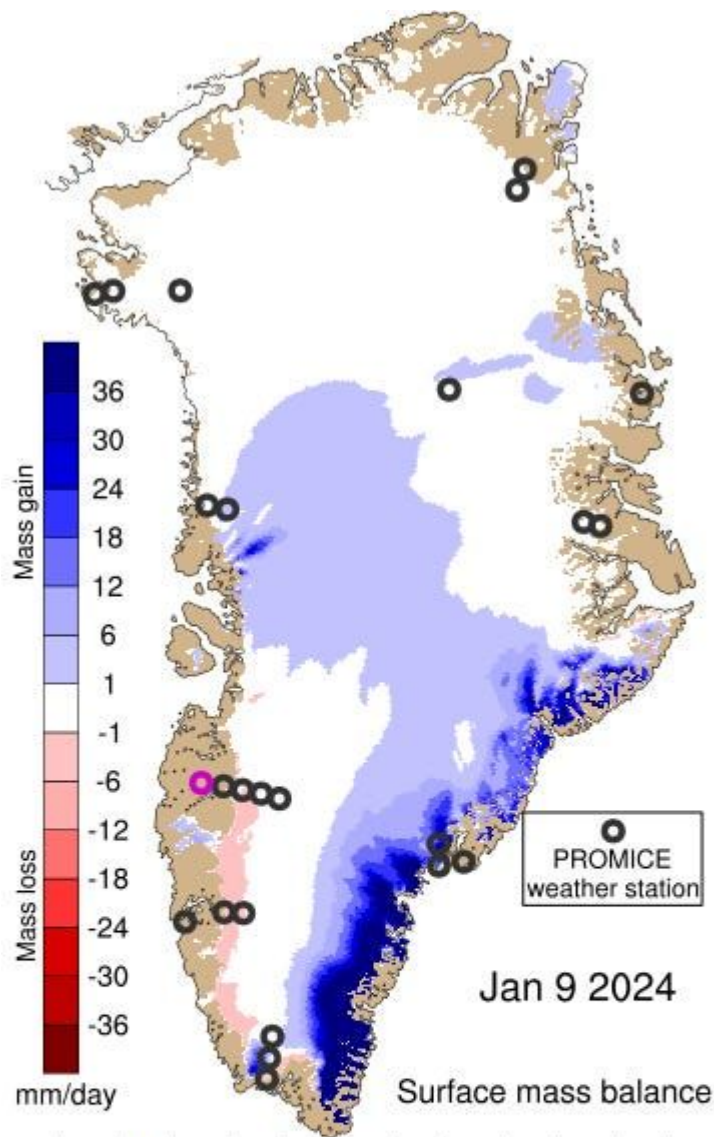 Mass gain
36
30
24
18
12
6
1
-1
-6
-12
-18
-24
-30
-36
Mass loss
mm/day
PROMICE
weather station
Jan 9 2024
Surface mass balance